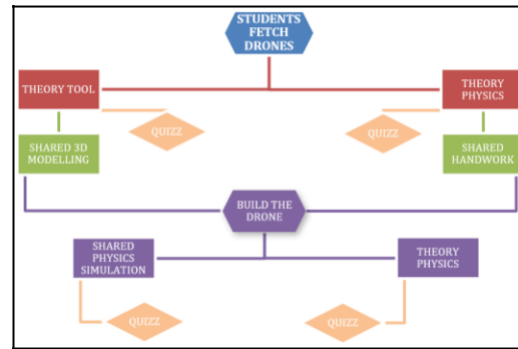 STUDENTS
FETCH
DRONES
THEORY TOOL
THEORY
PHYSICS
QUIZZ
QUIZZ
SHARED 3D
MODELLING
SHARED
HANDWORK
BUILD THE
DRONE
SHARED
PHYSICS
SIMULATION
THEORY
PHYSICS
QUIZZ
QUIZZ